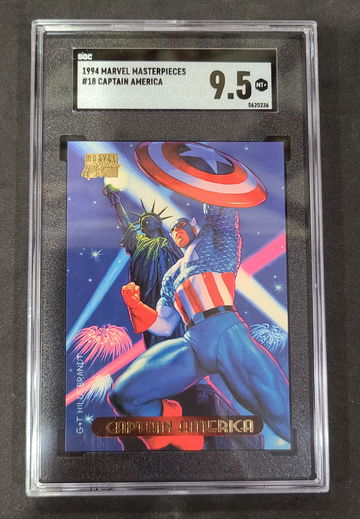 SGC
1994 MARVEL MASTERPIECES
#18 CAPTAIN AMERICA
9.5
MT+
0620236
MARVEL
G+T HILDEBRANDT
CAPTAIN AMERICA